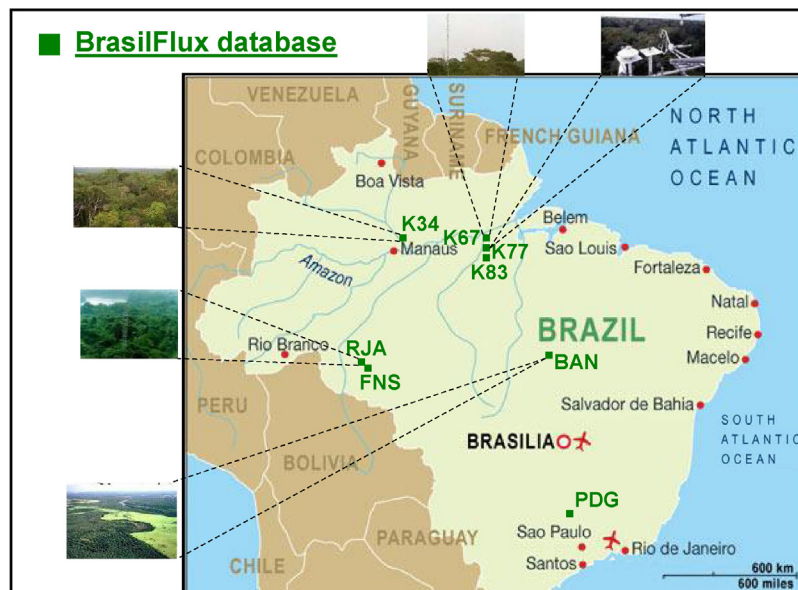 BrasilFlux database
VENEZUELA
GUYANA
SURINAME
FRENCH GUIANA
NORTH
ATLANTIC
OCEAN
COLOMBIA
Boa Vista
K34
K67
K77
K83
Belem
Manaus
Sao Louis
Fortaleza
Amazon
Natal
BRAZIL
Recife
Rio Branco
RJA
FNS
BAN
Macelo
PERU
Salvador de Bahia
SOUTH
ATLANTIC
OCEAN
BRASILIA
BOLIVIA
PDG
PARAGUAY
Sao Paulo
Rio de Janeiro
Santos
CHILE
600 km
600 miles